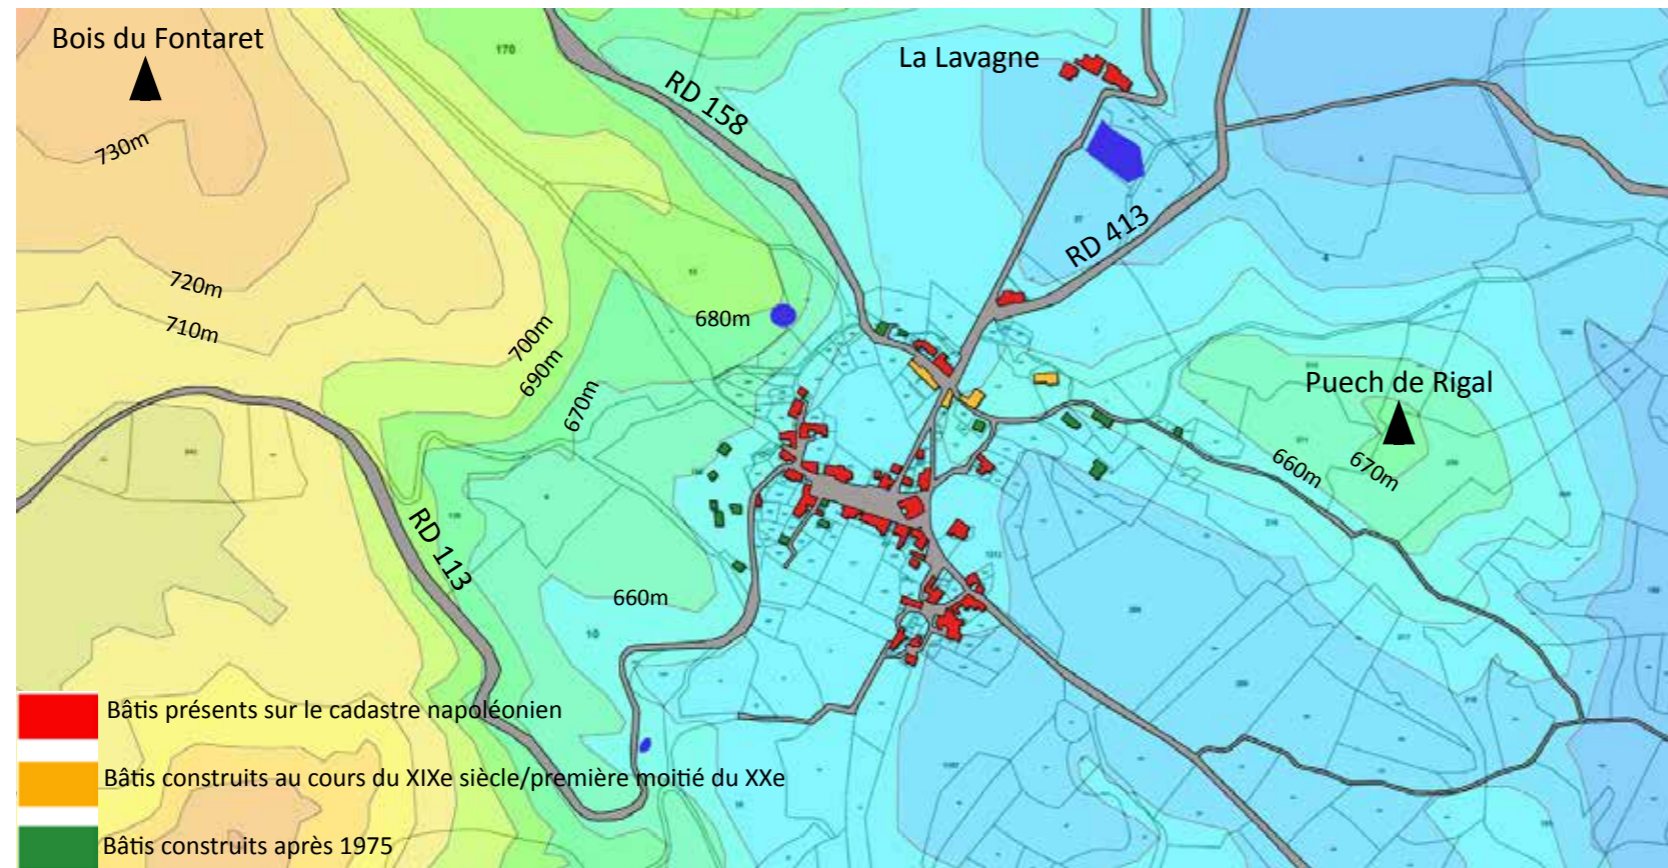 Bois du Fontaret
La Lavagne
170
RD 158
730m
RD 413
720m
710m
700m
680m
690m
670m
Puech de Rigal
660m
670m
RD 113
660m
10
Bâtis présents sur le cadastre napoléonien
Bâtis construits au cours du XIXe siècle/première moitié du XXe
Bâtis construits après 1975